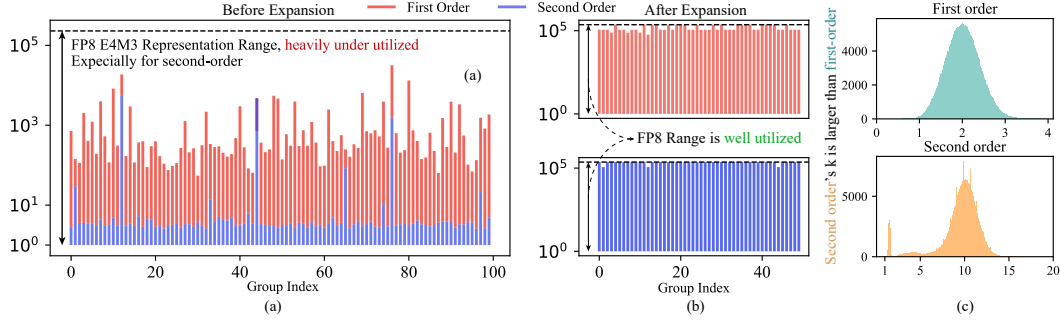 Before Expansion
First Order
Second Order
After Expansion
First order
10^5
10^3
10^2
10^1
10^0
FP8 E4M3 Representation Range, heavily under utilized
Expecially for second-order
(a)
0
20
40
60
80
100
Group Index
(a)
10^5
10^0
FP8 Range is well utilized
10^5
10^0
0
20
40
Group Index
(b)
Second order's k is larger than first-order
6000
4000
2000
0
0
1
2
3
4
Second order
5000
0
1
5
10
15
20
(c)